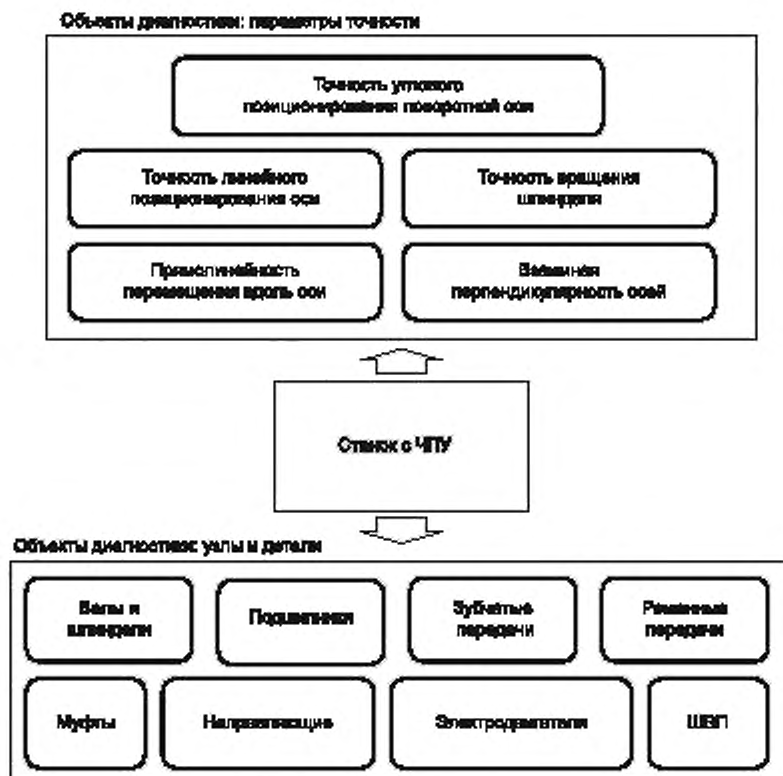 Объекты диагностики: параметры точности
Точность углового
позиционирования поворотной оси
Точность линейного
позиционирования оси
Точность вращения
шпинделя
Прямолинейность
перемещения вдоль оси
Взаимная
перпендикулярность осей
Станок с ЧПУ
Объекты диагностики: узлы и детали
Валы и
шпиндели
Подшипники
Зубчатые
передачи
Ременные
передачи
Муфты
Направляющие
Электродвигатели
ШВП